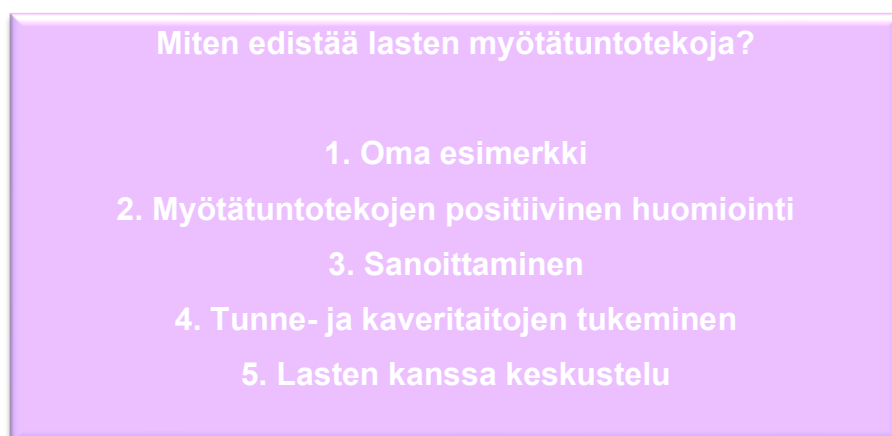 Miten edistää lasten myötätuntotekoja?
1. Oma esimerkki
2. Myötätuntotekojen positiivinen huomiointi
3. Sanoittaminen
4. Tunne- ja kaveritaitojen tukeminen
5. Lasten kanssa keskustelu